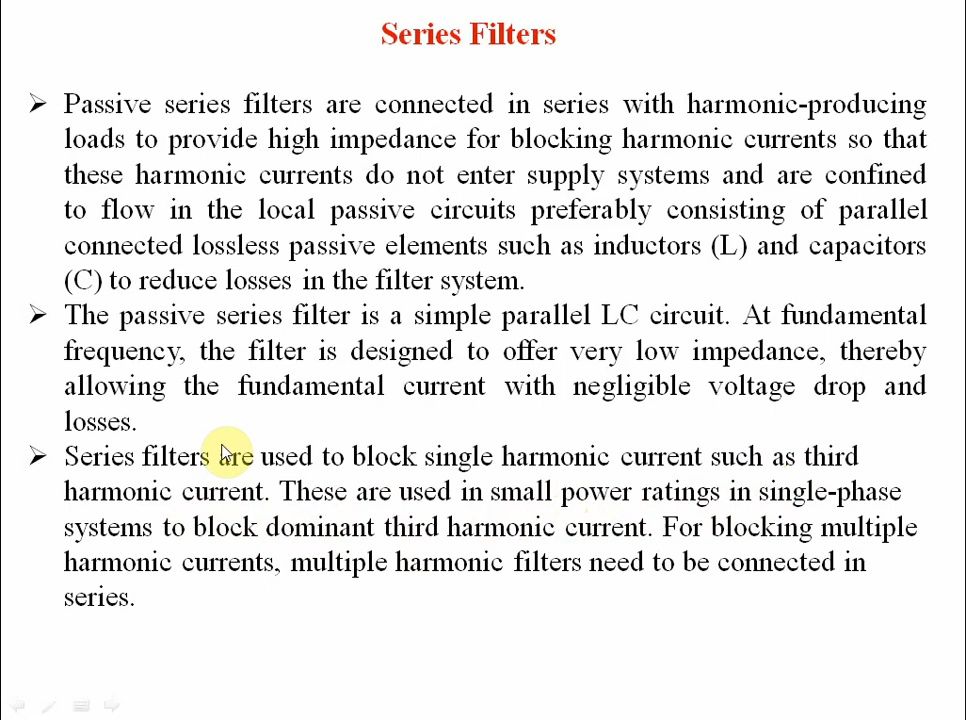 Series Filters
➢ Passive series filters are connected in series with harmonic-producing
loads to provide high impedance for blocking harmonic currents so that
these harmonic currents do not enter supply systems and are confined
to flow in the local passive circuits preferably consisting of parallel
connected lossless passive elements such as inductors (L) and capacitors
(C) to reduce losses in the filter system.
➢ The passive series filter is a simple parallel LC circuit. At fundamental
frequency, the filter is designed to offer very low impedance, thereby
allowing the fundamental current with negligible voltage drop and
losses.
➢ Series filters are used to block single harmonic current such as third
harmonic current. These are used in small power ratings in single-phase
systems to block dominant third harmonic current. For blocking multiple
harmonic currents, multiple harmonic filters need to be connected in
series.